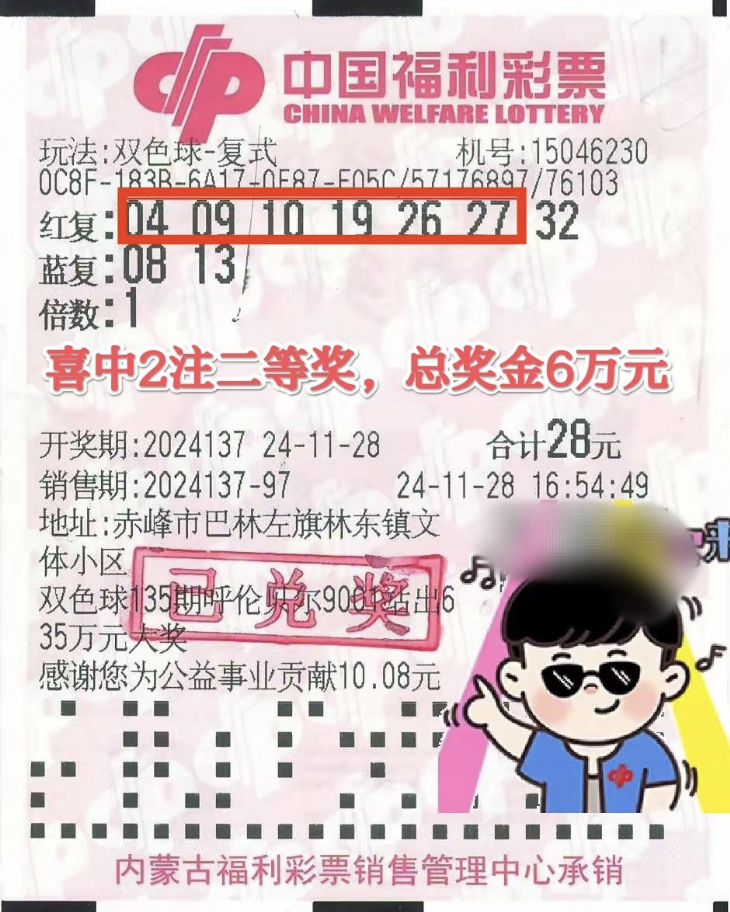 中国福利彩票
CHINA WELFARE LOTTERY
玩法:双色球-复式 机号:15046230
0C8F-183B-6A17-0E87-E05C/57176897/76103
红复:04 09 10 19 26 27 32
蓝复:08 13
倍数:1
喜中2注二等奖，总奖金6万元
开奖期:2024137 24-11-28 合计28元
销售期:2024137-97 24-11-28 16:54:49
地址:赤峰市巴林左旗林东镇文
体小区
已兑奖
双色球135期呼伦贝尔9001站出6
35万元大奖
感谢您为公益事业贡献10.08元
来
内蒙古福利彩票销售管理中心承销